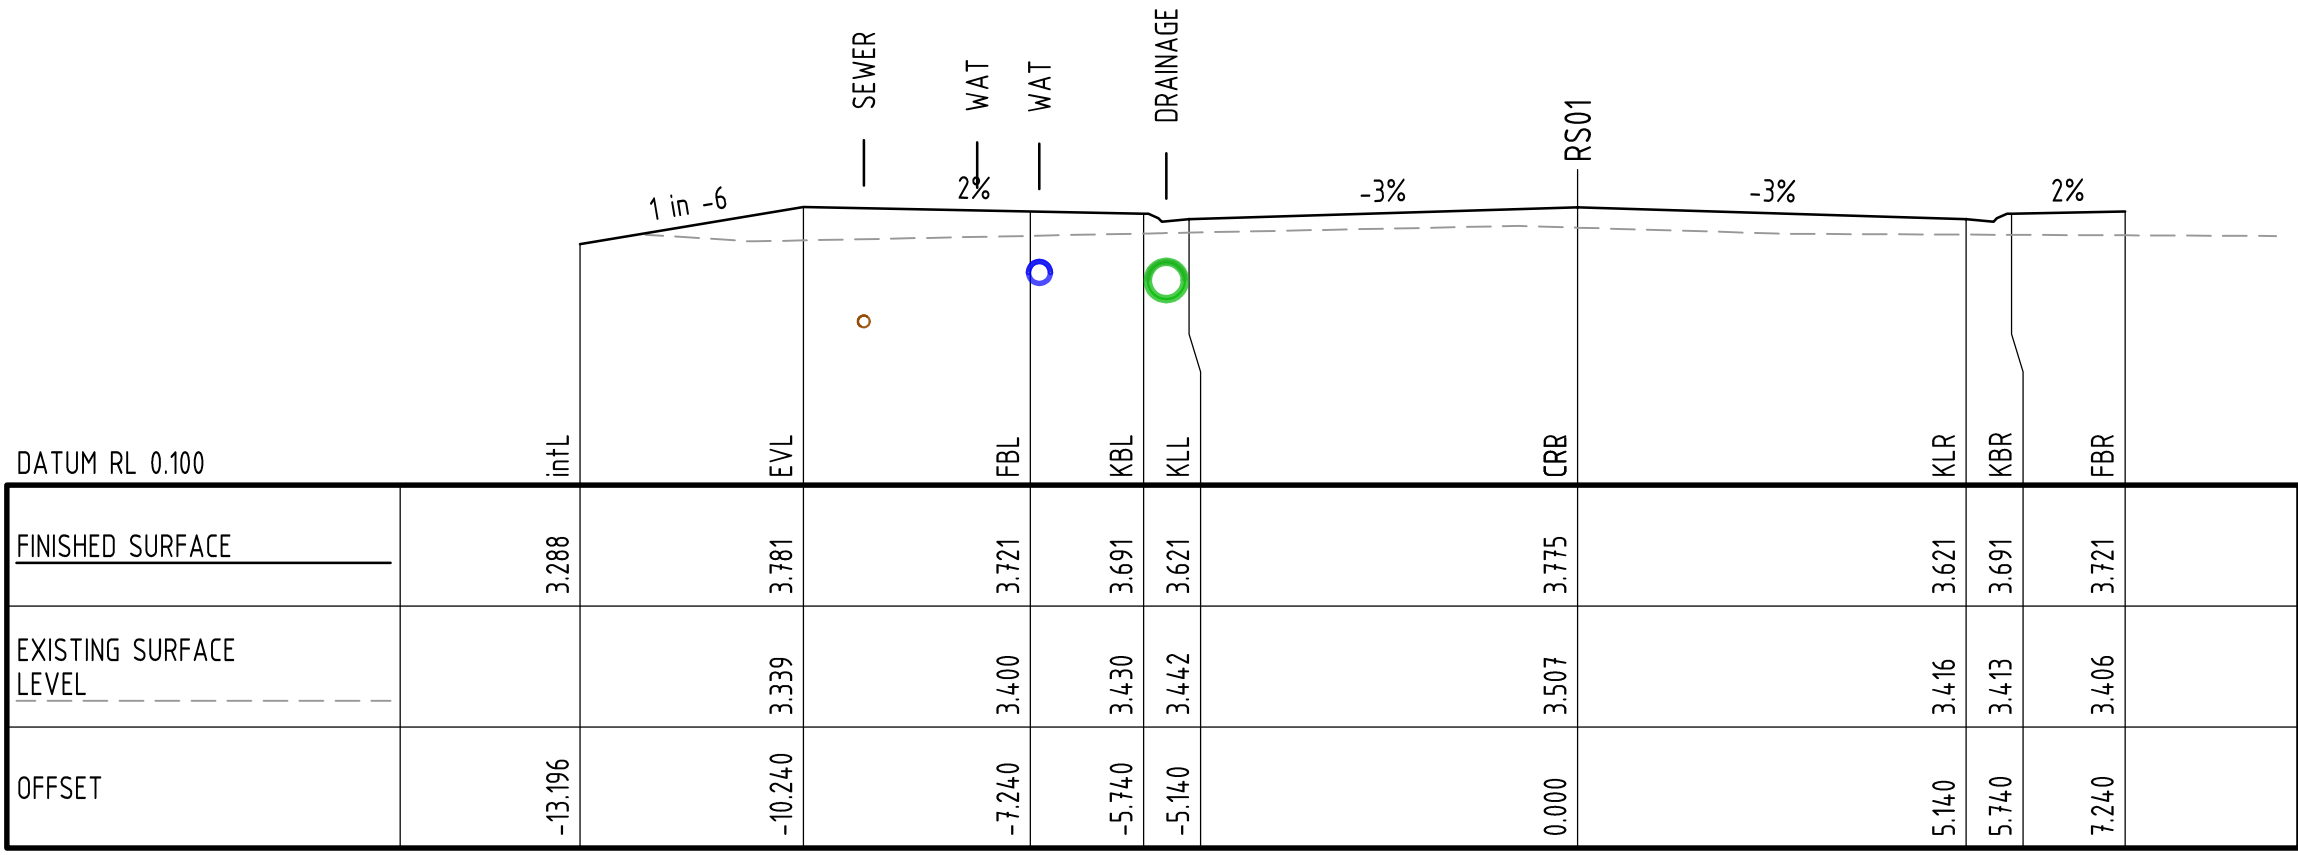 SEWER
WAT
WAT
DRAINAGE
RS01
1 in -6
2%
-3%
-3%
2%
DATUM RL 0.100
intL
EVL
FBL
KBL
KLL
KLR
KBR
FBR
FINISHED SURFACE
3.288
3.781
3.721
3.691
3.621
3.775
3.621
3.691
3.721
EXISTING SURFACE
LEVEL
3.339
3.400
3.430
3.442
3.507
3.416
3.413
3.406
OFFSET
-13.196
-10.240
-7.240
-5.740
-5.140
0.000
5.140
5.740
7.240